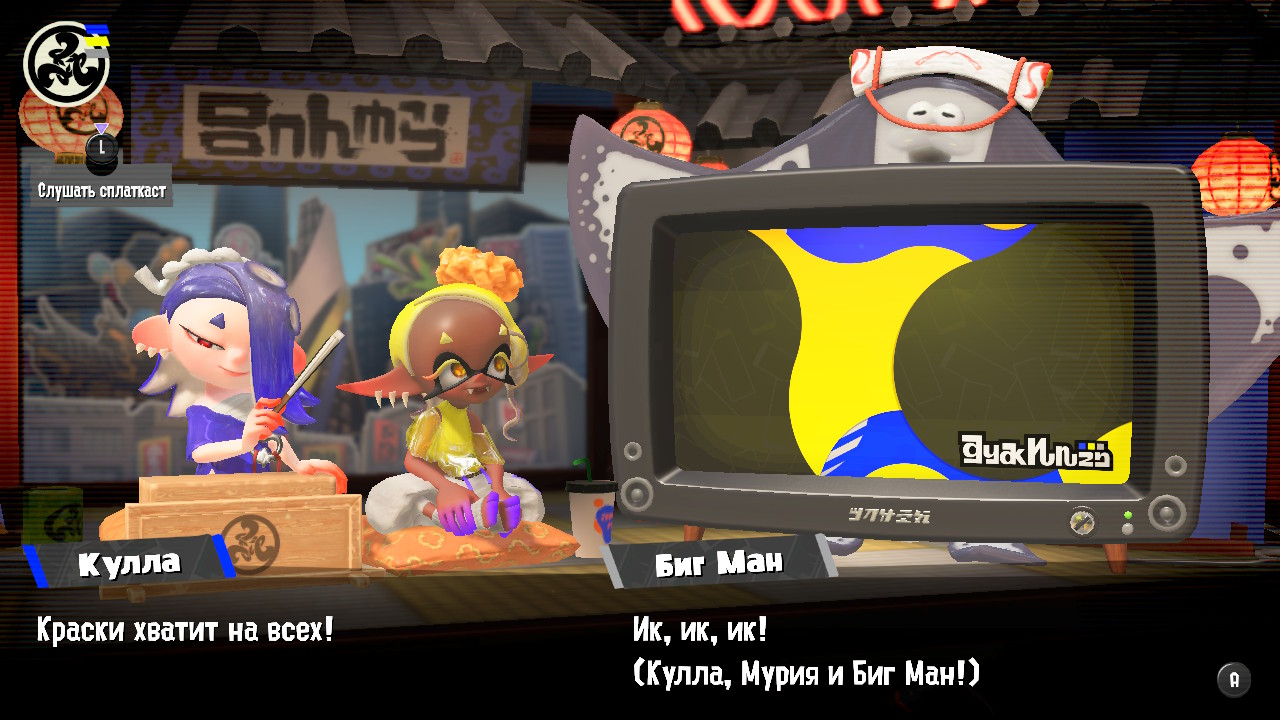 L
Слушать сплаткаст
Кулла
Биг Ман
Краски хватит на всех!
Ик, ик, ик!
(Кулла, Мурия и Биг Ман!)
A